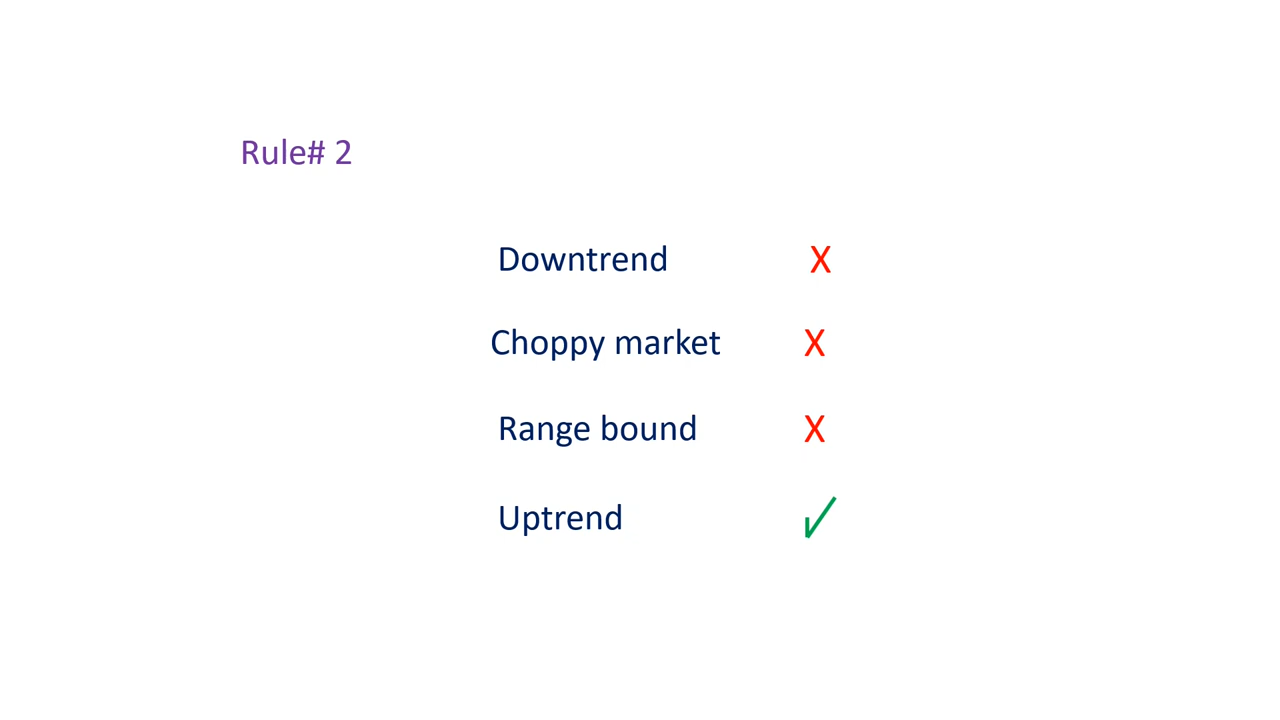 Rule# 2
Downtrend X
Choppy market X
Range bound X
Uptrend ✓